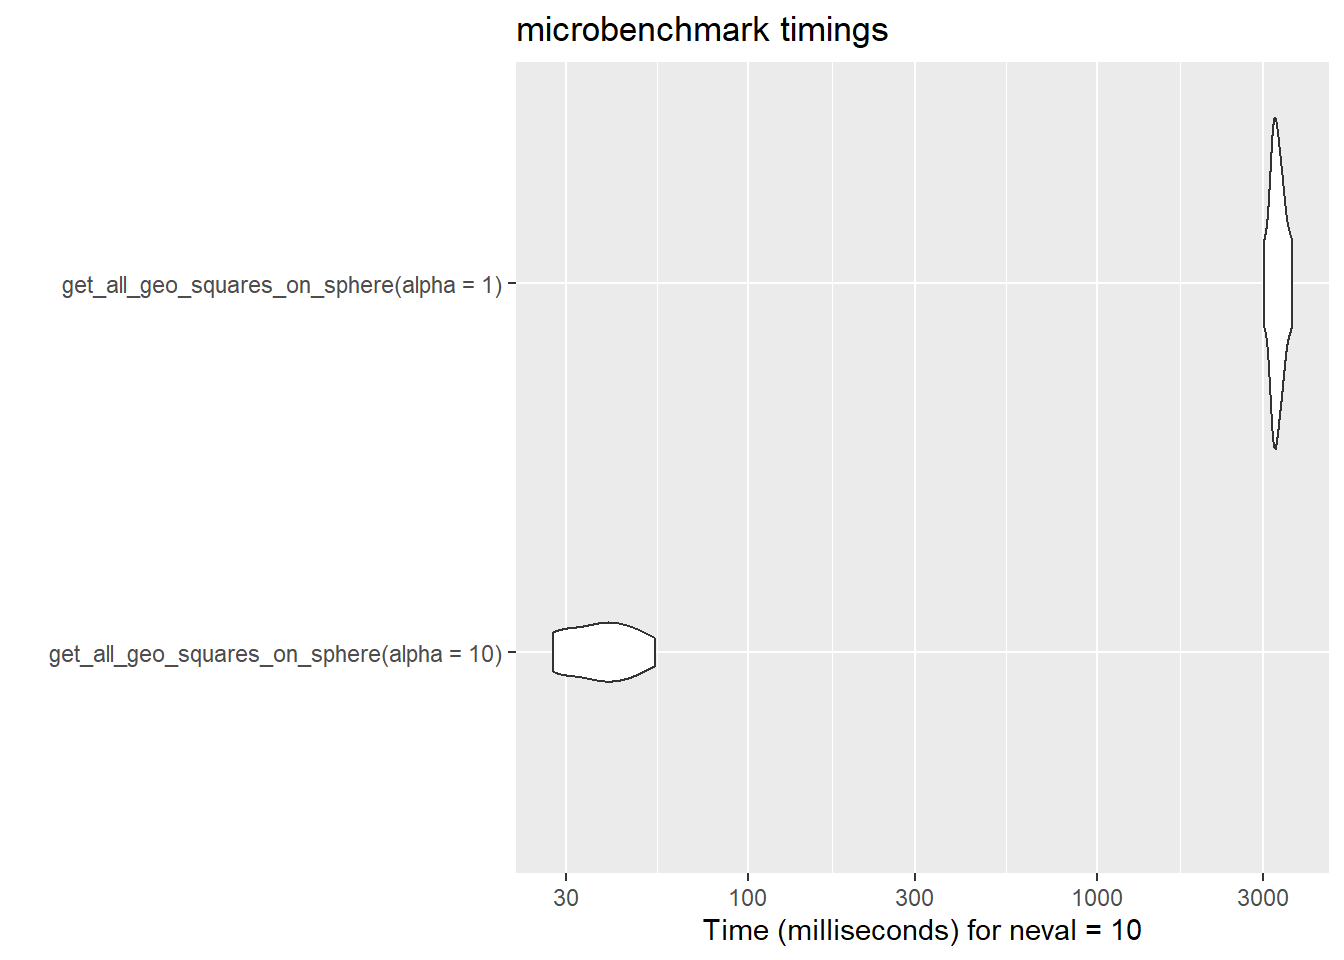 microbenchmark timings
get_all_geo_squares_on_sphere(alpha = 1)
get_all_geo_squares_on_sphere(alpha = 10)
30 100 300 1000 3000
Time (milliseconds) for neval = 10